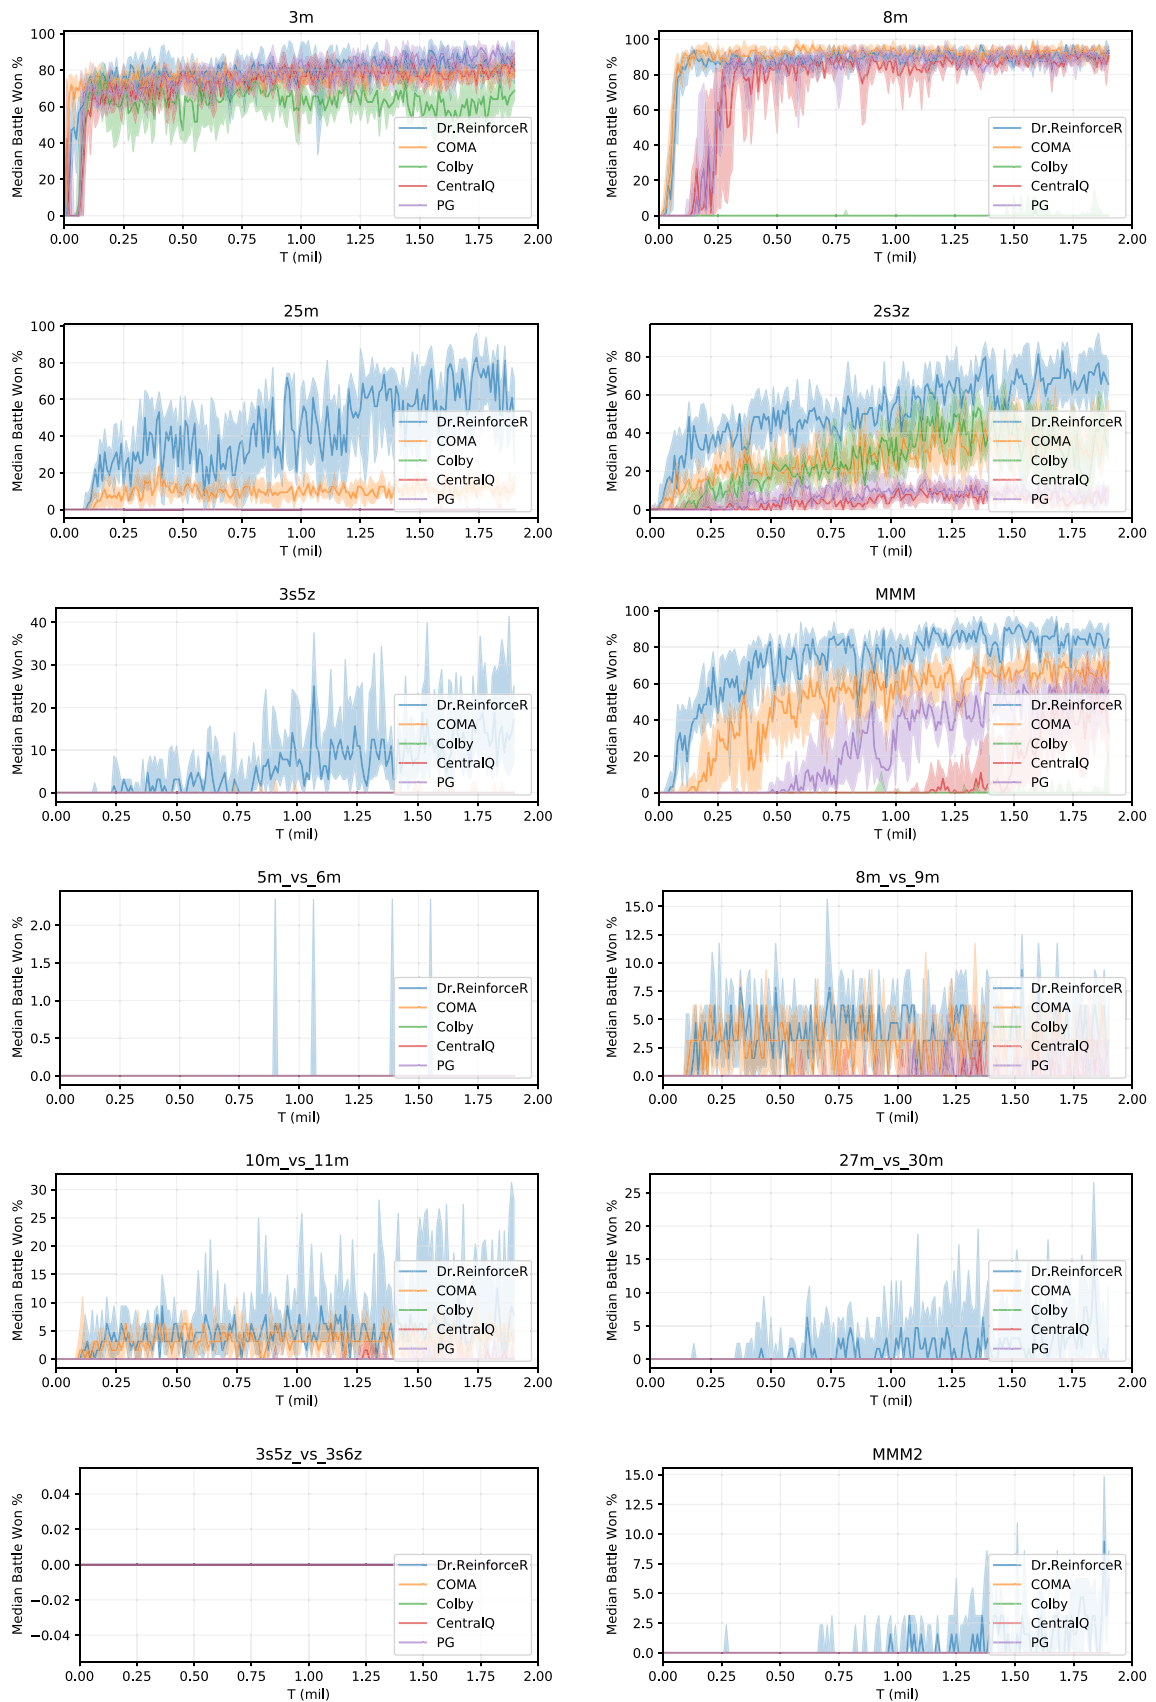 3m
100
80
60
40
20
0
Median Battle Won %
0.00 0.25 0.50 0.75 1.00 1.25 1.50 1.75 2.00
T (mil)
Dr.ReinforceR
COMA
Colby
CentralQ
PG
8m
100
80
60
40
20
0
Median Battle Won %
0.00 0.25 0.50 0.75 1.00 1.25 1.50 1.75 2.00
T (mil)
Dr.ReinforceR
COMA
Colby
CentralQ
PG
25m
100
80
60
40
20
0
Median Battle Won %
0.00 0.25 0.50 0.75 1.00 1.25 1.50 1.75 2.00
T (mil)
Dr.ReinforceR
COMA
Colby
CentralQ
PG
2s3z
80
60
40
20
0
Median Battle Won %
0.00 0.25 0.50 0.75 1.00 1.25 1.50 1.75 2.00
T (mil)
Dr.ReinforceR
COMA
Colby
CentralQ
PG
3s5z
40
30
20
10
0
Median Battle Won %
0.00 0.25 0.50 0.75 1.00 1.25 1.50 1.75 2.00
T (mil)
Dr.ReinforceR
COMA
Colby
CentralQ
PG
MMM
100
80
60
40
20
0
Median Battle Won %
0.00 0.25 0.50 0.75 1.00 1.25 1.50 1.75 2.00
T (mil)
Dr.ReinforceR
COMA
Colby
CentralQ
PG
5m_vs_6m
2.0
1.5
1.0
0.5
0.0
Median Battle Won %
0.00 0.25 0.50 0.75 1.00 1.25 1.50 1.75 2.00
T (mil)
Dr.ReinforceR
COMA
Colby
CentralQ
PG
8m_vs_9m
15.0
12.5
10.0
7.5
5.0
2.5
0.0
Median Battle Won %
0.00 0.25 0.50 0.75 1.00 1.25 1.50 1.75 2.00
T (mil)
Dr.ReinforceR
COMA
Colby
CentralQ
PG
10m_vs_11m
30
25
20
15
10
5
0
Median Battle Won %
0.00 0.25 0.50 0.75 1.00 1.25 1.50 1.75 2.00
T (mil)
Dr.ReinforceR
COMA
Colby
CentralQ
PG
27m_vs_30m
25
20
15
10
5
0
Median Battle Won %
0.00 0.25 0.50 0.75 1.00 1.25 1.50 1.75 2.00
T (mil)
Dr.ReinforceR
COMA
Colby
CentralQ
PG
3s5z_vs_3s6z
0.04
0.02
0.00
−0.02
−0.04
Median Battle Won %
0.00 0.25 0.50 0.75 1.00 1.25 1.50 1.75 2.00
T (mil)
Dr.ReinforceR
COMA
Colby
CentralQ
PG
MMM2
15.0
12.5
10.0
7.5
5.0
2.5
0.0
Median Battle Won %
0.00 0.25 0.50 0.75 1.00 1.25 1.50 1.75 2.00
T (mil)
Dr.ReinforceR
COMA
Colby
CentralQ
PG